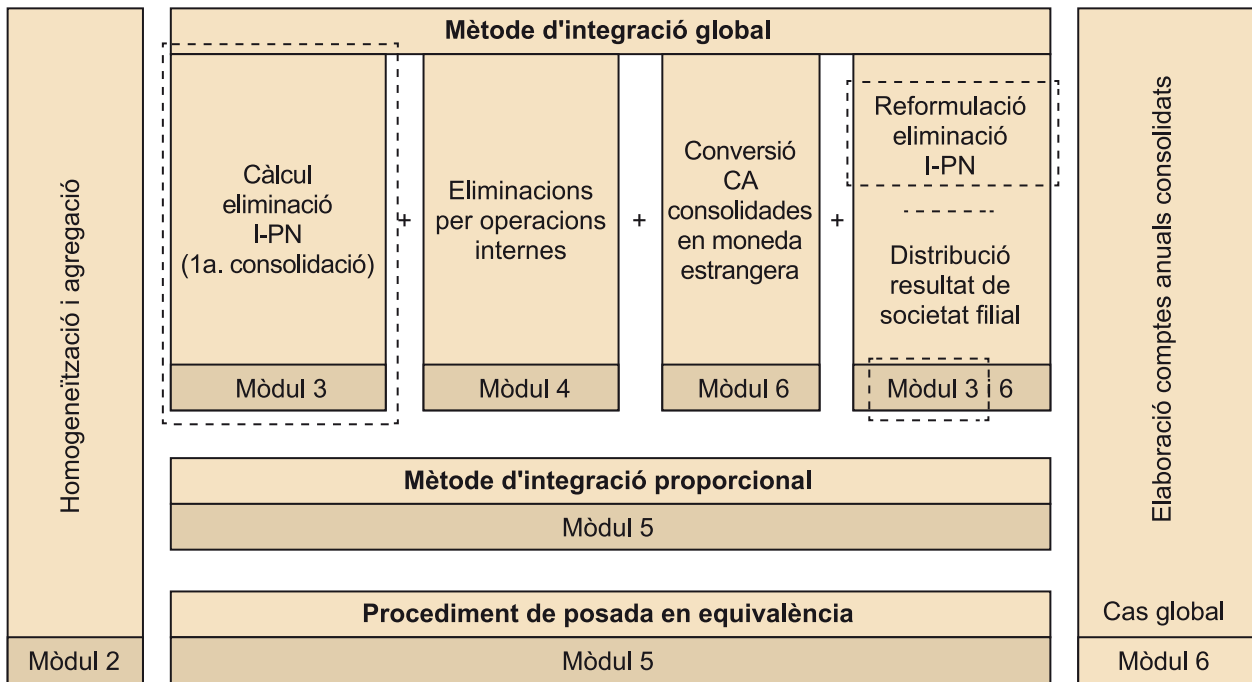 Homogeneïtzació i agregació
Mòdul 2
Mètode d'integració global
Càlcul
eliminació
I-PN
(1a. consolidació)
Mòdul 3
+
Eliminacions
per operacions
internes
Mòdul 4
+
Conversió
CA
consolidades
en moneda
estrangera
Mòdul 6
+
Reformulació
eliminació
I-PN
Distribució
resultat de
societat filial
Mòdul 3 i 6
Mètode d'integració proporcional
Mòdul 5
Procediment de posada en equivalència
Mòdul 5
Elaboració comptes anuals consolidats
Cas global
Mòdul 6